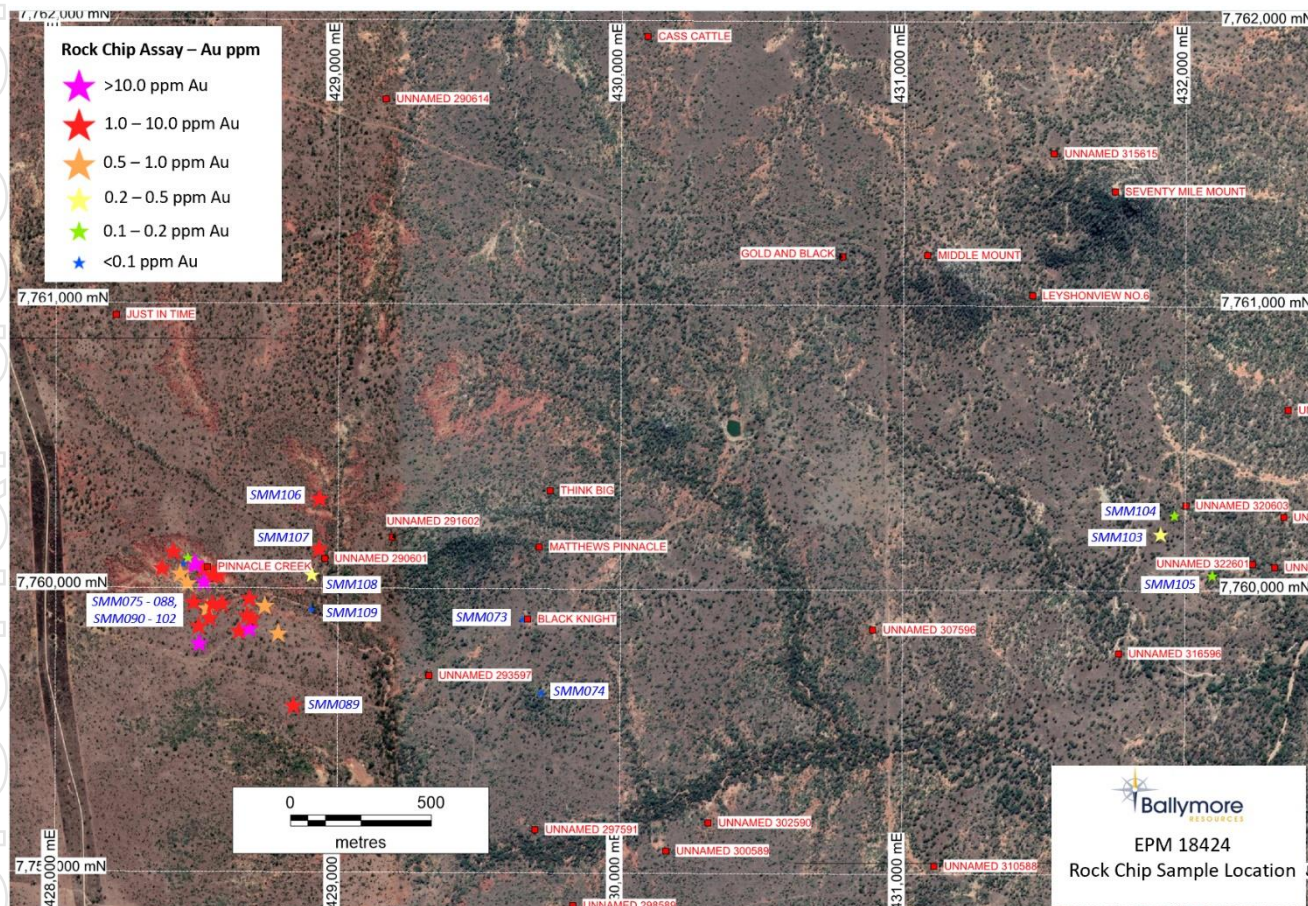 7,762,000 mN
7,762,000 mN
Rock Chip Assay – Au ppm
>10.0 ppm Au
1.0 – 10.0 ppm Au
0.5 – 1.0 ppm Au
0.2 – 0.5 ppm Au
0.1 – 0.2 ppm Au
<0.1 ppm Au
429,000 mE
430,000 mE
431,000 mE
432,000 mE
CASS CATTLE
UNNAMED 290614
UNNAMED 315615
SEVENTY MILE MOUNT
GOLD AND BLACK
MIDDLE MOUNT
LEYSHONVIEW NO.6
7,761,000 mN
7,761,000 mN
JUST IN TIME
THINK BIG
SMM106
SMM104
UNNAMED 320603
UNNAMED 291602
SMM107
SMM103
MATTHEWS PINNACLE
UNNAMED 290601
PINNACLE CREEK
UNNAMED 322601
7,760,000 mN
SMM108
SMM105
7,760,000 mN
SMM075 - 088,
SMM090 - 102
SMM109
SMM073
BLACK KNIGHT
UNNAMED 307596
UNNAMED 316596
UNNAMED 293597
SMM074
SMM089
0 500
metres
UNNAMED 297591
UNNAMED 302590
UNNAMED 300589
UNNAMED 310588
UNNAMED 298589
428,000 mE
429,000 mE
431,000 mE
Ballymore
RESOURCES
EPM 18424
Rock Chip Sample Location